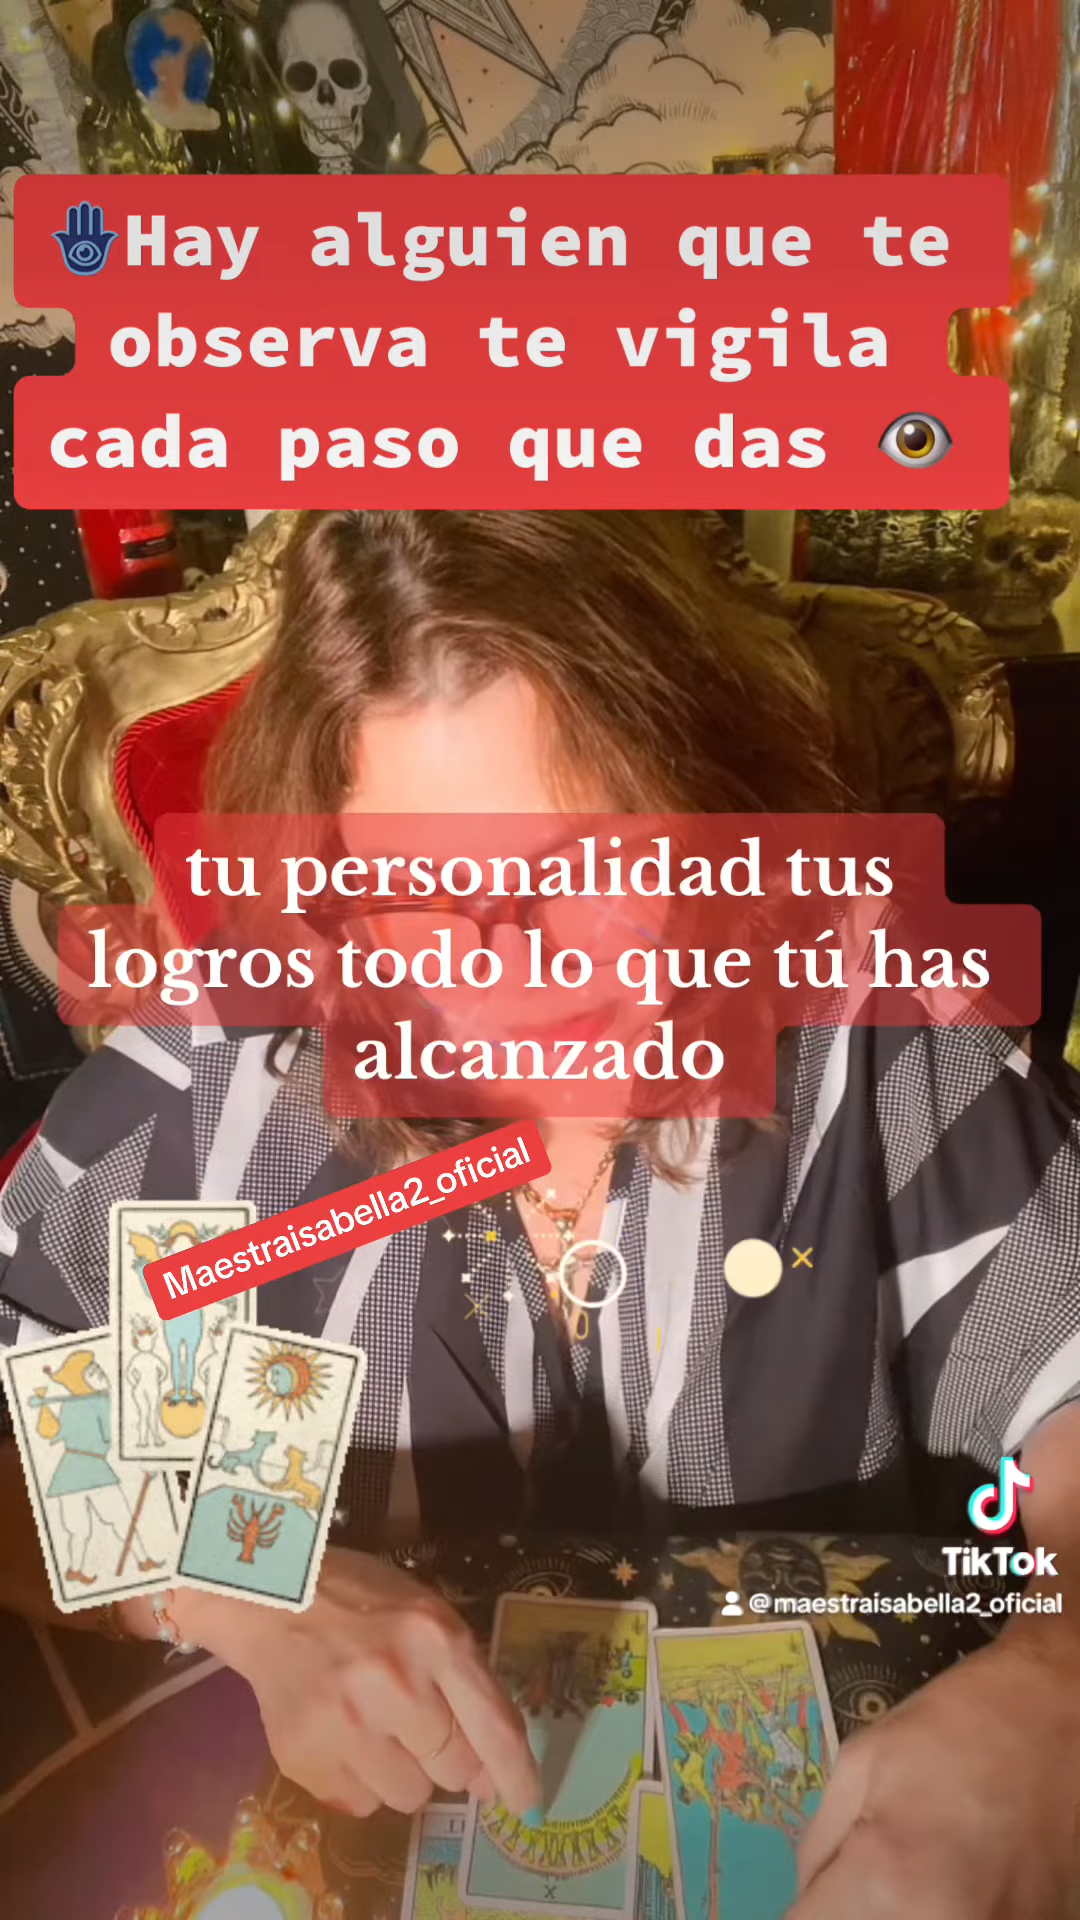 Hay alguien que te
observa te vigila
cada paso que das
tu personalidad tus
logros todo lo que tú has
alcanzado
Maestraisabella2_oficial
TikTok
@maestraisabella2_oficial
X